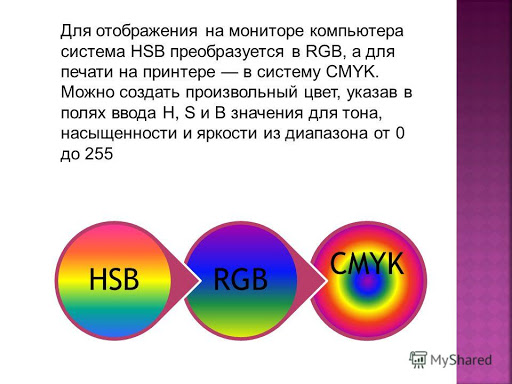 Для отображения на мониторе компьютера
система HSB преобразуется в RGB, а для
печати на принтере — в систему CMYK.
Можно создать произвольный цвет, указав в
полях ввода H, S и B значения для тона,
насыщенности и яркости из диапазона от 0
до 255
HSB
RGB
CMYK
MyShared